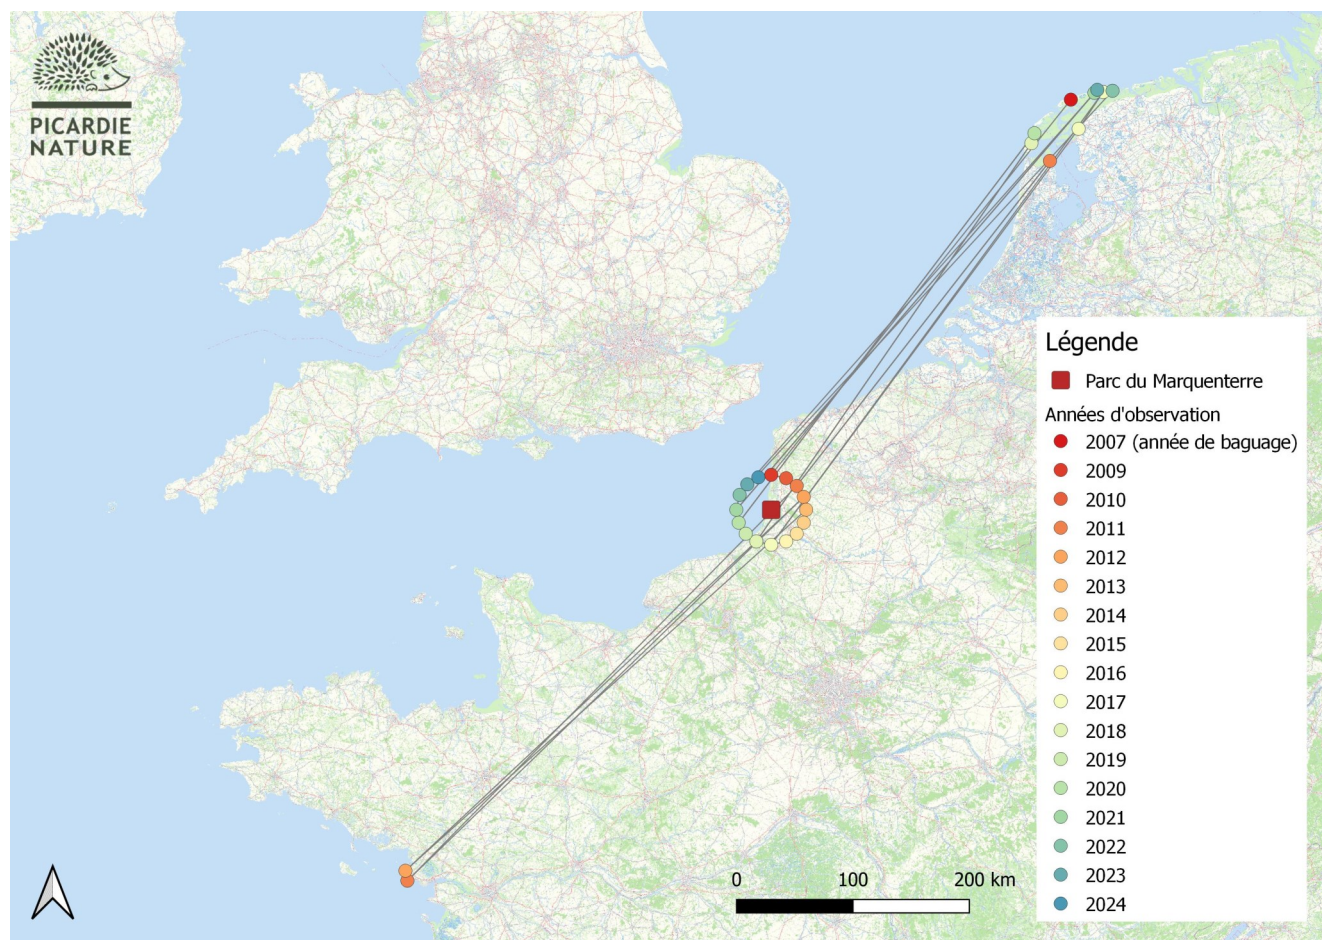 PICARDIE
NATURE
Légende
Parc du Marquenterre
Années d'observation
2007 (année de baguage)
2009
2010
2011
2012
2013
2014
2015
2016
2017
2018
2019
2020
2021
2022
2023
2024
0 100 200 km